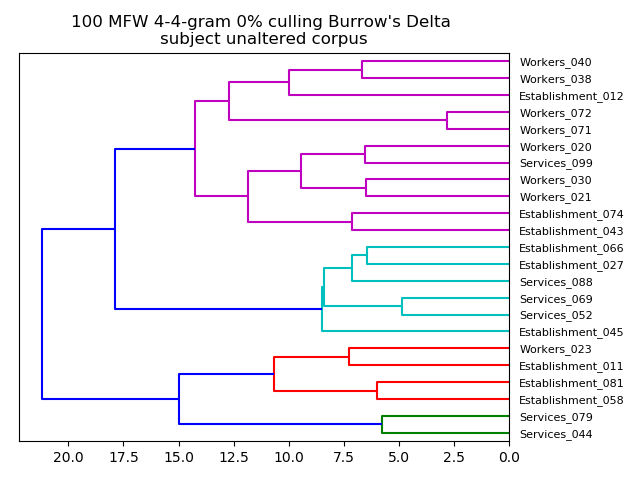 100 MFW 4-4-gram 0% culling Burrow's Delta
subject unaltered corpus
Workers_040
Workers_038
Establishment_012
Workers_072
Workers_071
Workers_020
Services_099
Workers_030
Workers_021
Establishment_074
Establishment_043
Establishment_066
Establishment_027
Services_088
Services_069
Services_052
Establishment_045
Workers_023
Establishment_011
Establishment_081
Establishment_058
Services_079
Services_044
20.0 17.5 15.0 12.5 10.0 7.5 5.0 2.5 0.0